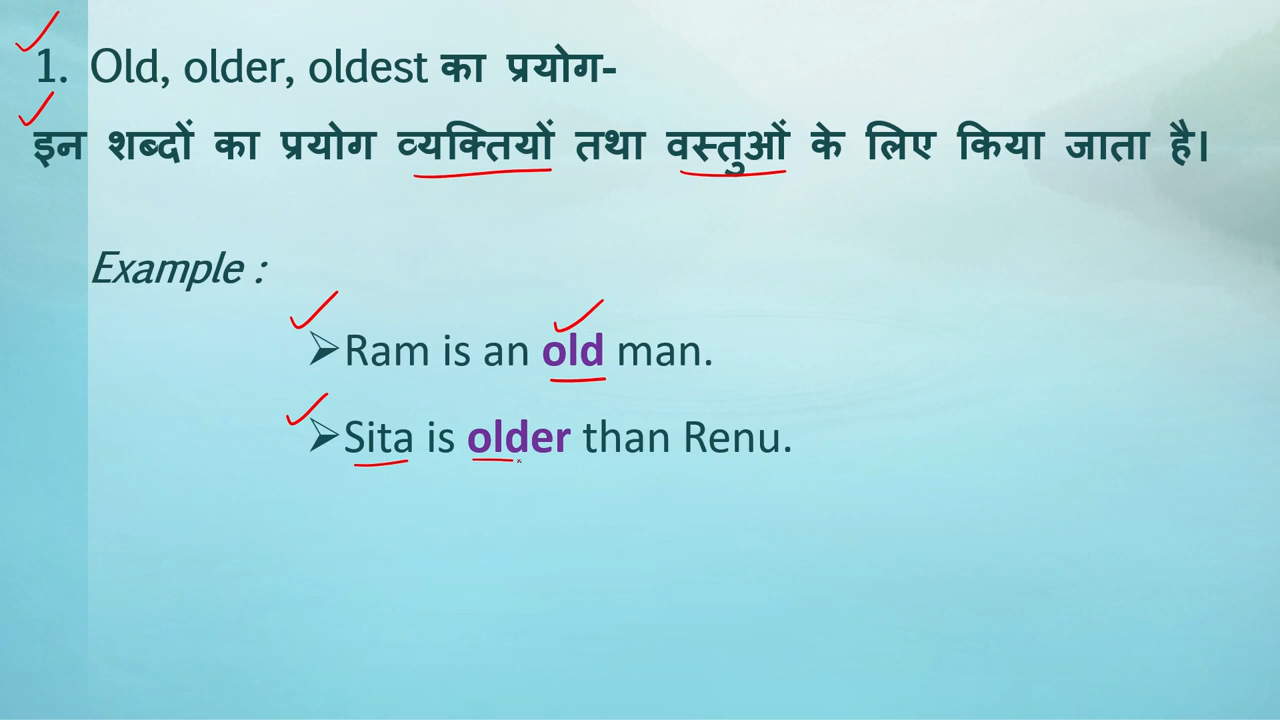 1. Old, older, oldest का प्रयोग-
इन शब्दों का प्रयोग व्यक्तियों तथा वस्तुओं के लिए किया जाता है।
Example :
➢Ram is an old man.
➢Sita is older than Renu.